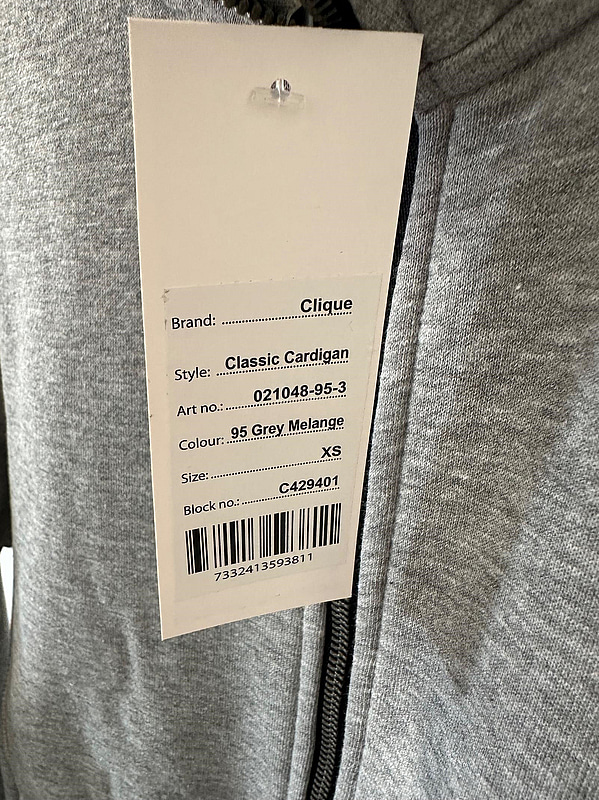 Brand: Clique
Style: Classic Cardigan
Art no.: 021048-95-3
Colour: 95 Grey Melange
Size: XS
Block no.: C429401
7332413593811